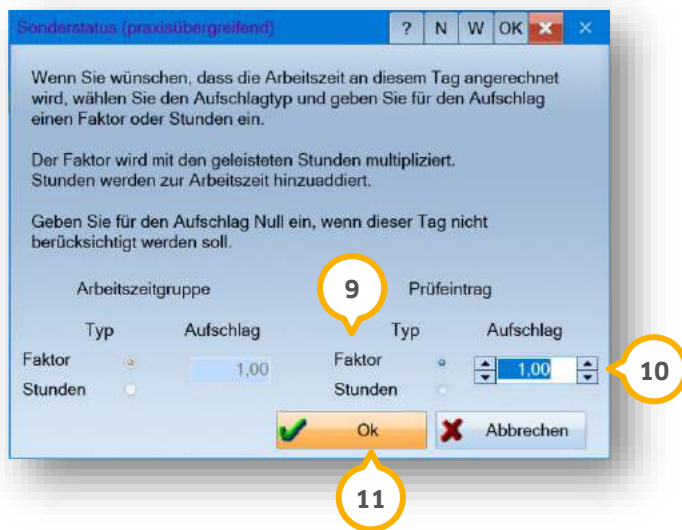 Sonderstatus (praxisübergreifend) ? N W OK
Wenn Sie wünschen, dass die Arbeitszeit an diesem Tag angerechnet
wird, wählen Sie den Aufschlagtyp und geben Sie für den Aufschlag
einen Faktor oder Stunden ein.
Der Faktor wird mit den geleisteten Stunden multipliziert.
Stunden werden zur Arbeitszeit hinzuaddiert.
Geben Sie für den Aufschlag Null ein, wenn dieser Tag nicht
berücksichtigt werden soll.
Arbeitszeitgruppe 9 Prüfeintrag
Typ Aufschlag Typ Aufschlag
Faktor 1,00 Faktor 1,00 10
Stunden Stunden
Ok Abbrechen
11